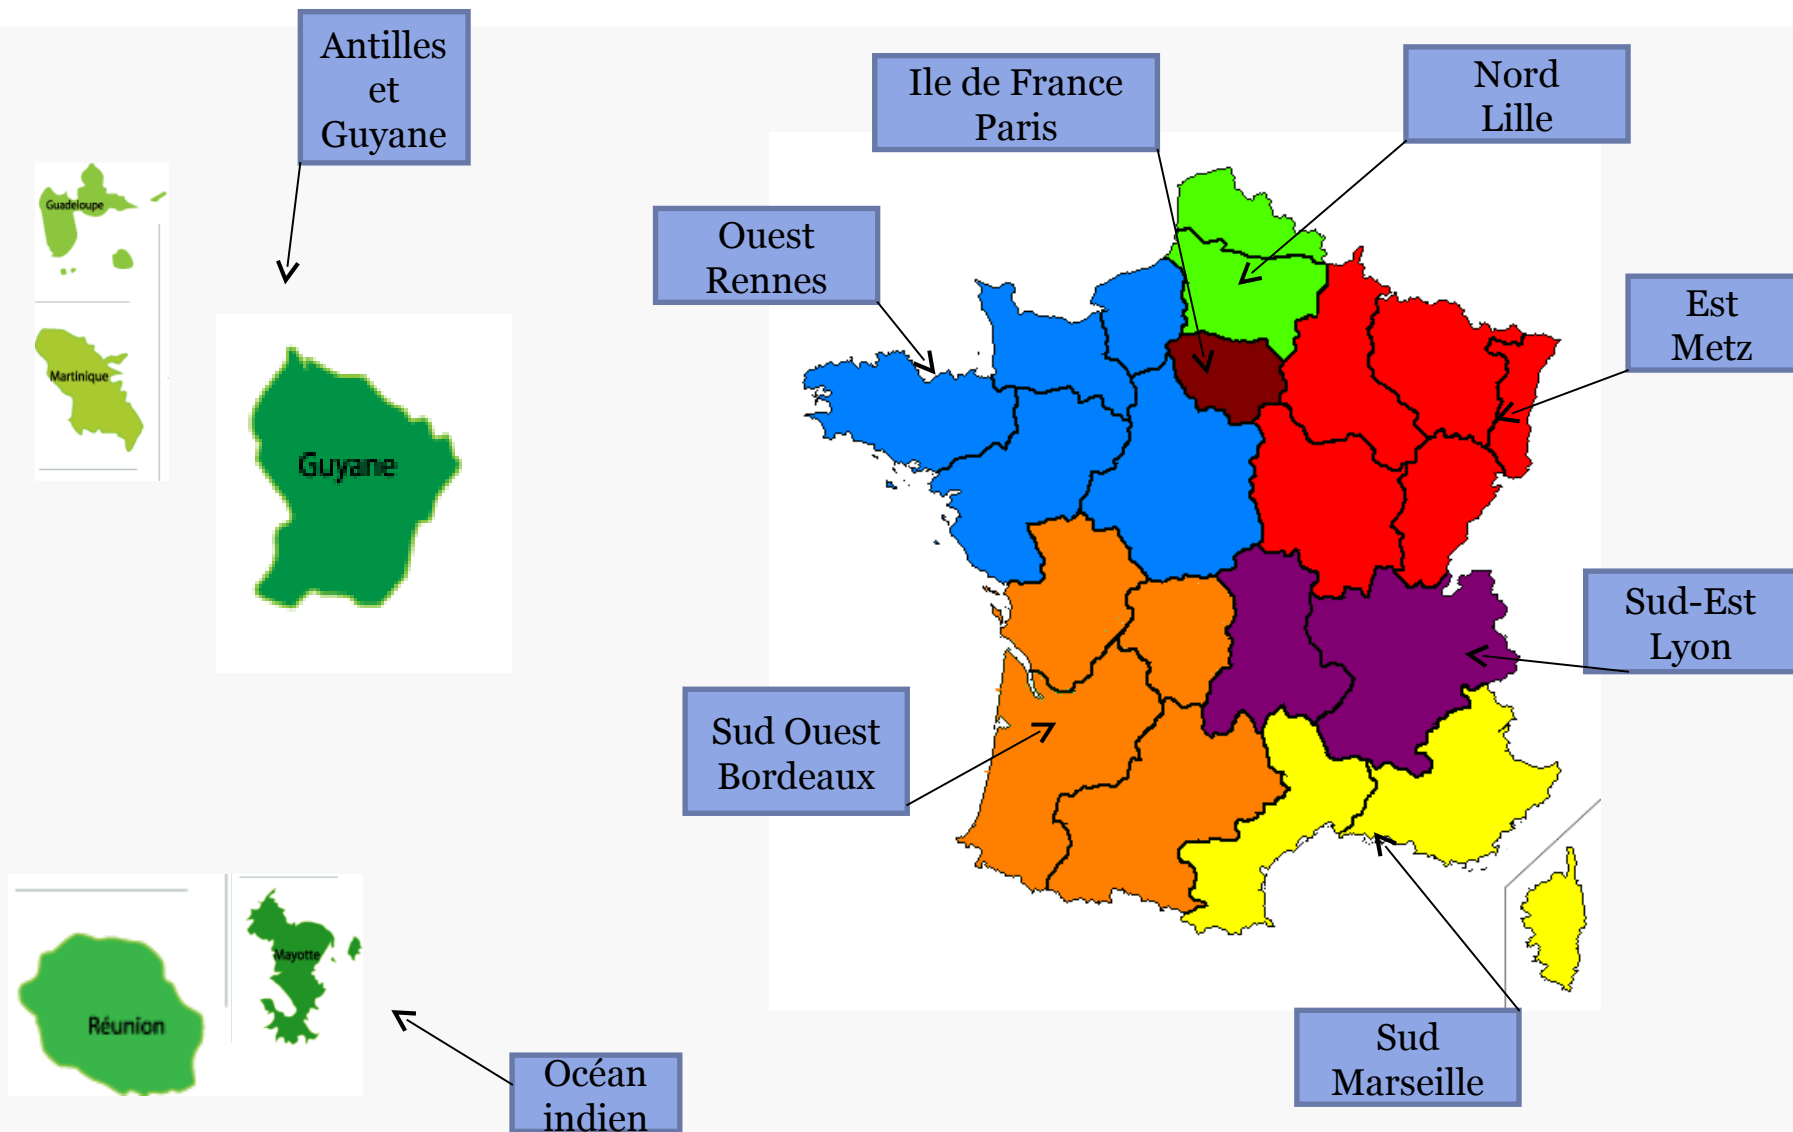 Antilles
et
Guyane
Ile de France
Paris
Nord
Lille
Guadeloupe
Ouest
Rennes
Est
Metz
Martinique
Guyane
Sud-Est
Lyon
Sud Ouest
Bordeaux
Mayotte
Réunion
Sud
Marseille
Océan
indien